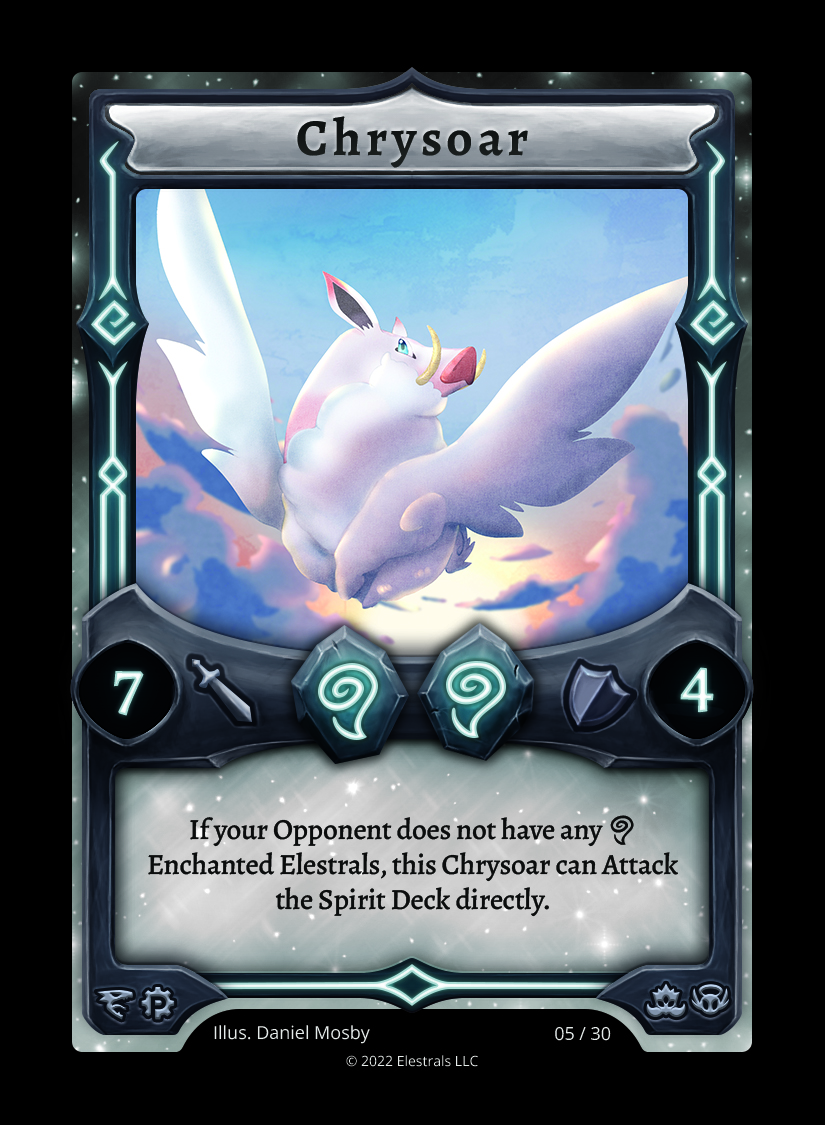 Chrysoar
7
4
If your Opponent does not have any
Enchanted Elestrals, this Chrysoar can Attack
the Spirit Deck directly.
P
Illus. Daniel Mosby
05 / 30
© 2022 Elestrals LLC